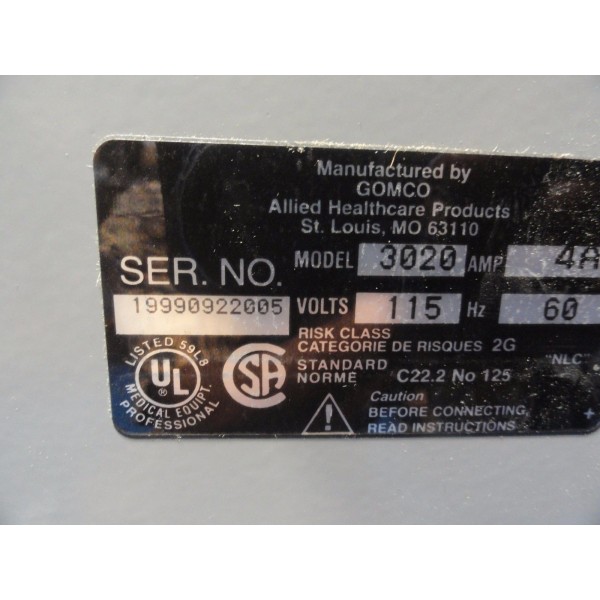 Manufactured by
GOMCO
Allied Healthcare Products
St. Louis, MO 63110
SER. NO. MODEL 3020 AMP 4A
19990922005 VOLTS 115 Hz 60
RISK CLASS
CATEGORIE DE RISQUES 2G
"NLC"
STANDARD
NORME C22.2 No 125
LISTED 59L8
UL ®
MEDICAL EQUIPT.
PROFESSIONAL
SA
Caution
BEFORE CONNECTING,
READ INSTRUCTIONS
!
+